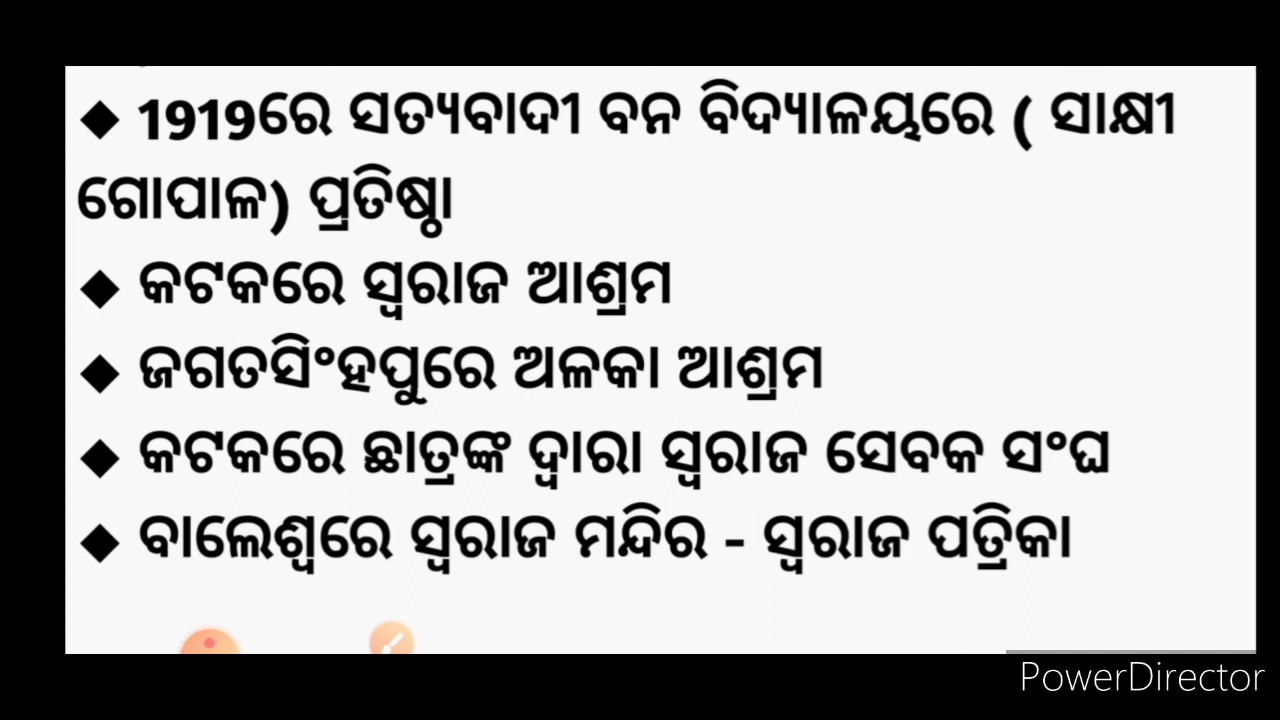 ◆ 1919ରେ ସତ୍ୟବାଦୀ ବନ ବିଦ୍ୟାଳୟରେ ( ସାକ୍ଷୀ
ଗୋପାଳ) ପ୍ରତିଷ୍ଠା
◆ କଟକରେ ସ୍ୱରାଜ ଆଶ୍ରମ
◆ ଜଗତସିଂହପୁରେ ଅଳକା ଆଶ୍ରମ
◆ କଟକରେ ଛାତ୍ରଙ୍କ ଦ୍ୱାରା ସ୍ୱରାଜ ସେବକ ସଂଘ
◆ ବାଲେଶ୍ୱରେ ସ୍ୱରାଜ ମନ୍ଦିର - ସ୍ୱରାଜ ପତ୍ରିକା
PowerDirector